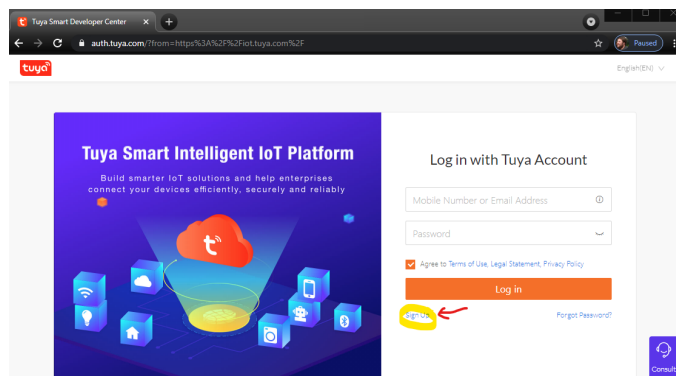 Tuya Smart Developer Center
auth.tuya.com/?from=https%3A%2F%2Fiot.tuya.com%2F
Paused
tuya
English(EN)
Tuya Smart Intelligent IoT Platform
Build smarter IoT solutions and help enterprises
connect your devices efficiently, securely and reliably
Log in with Tuya Account
Mobile Number or Email Address
Password
Agree to Terms of Use, Legal Statement, Privacy Policy
Log in
Sign Up
Forgot Password?
Consult